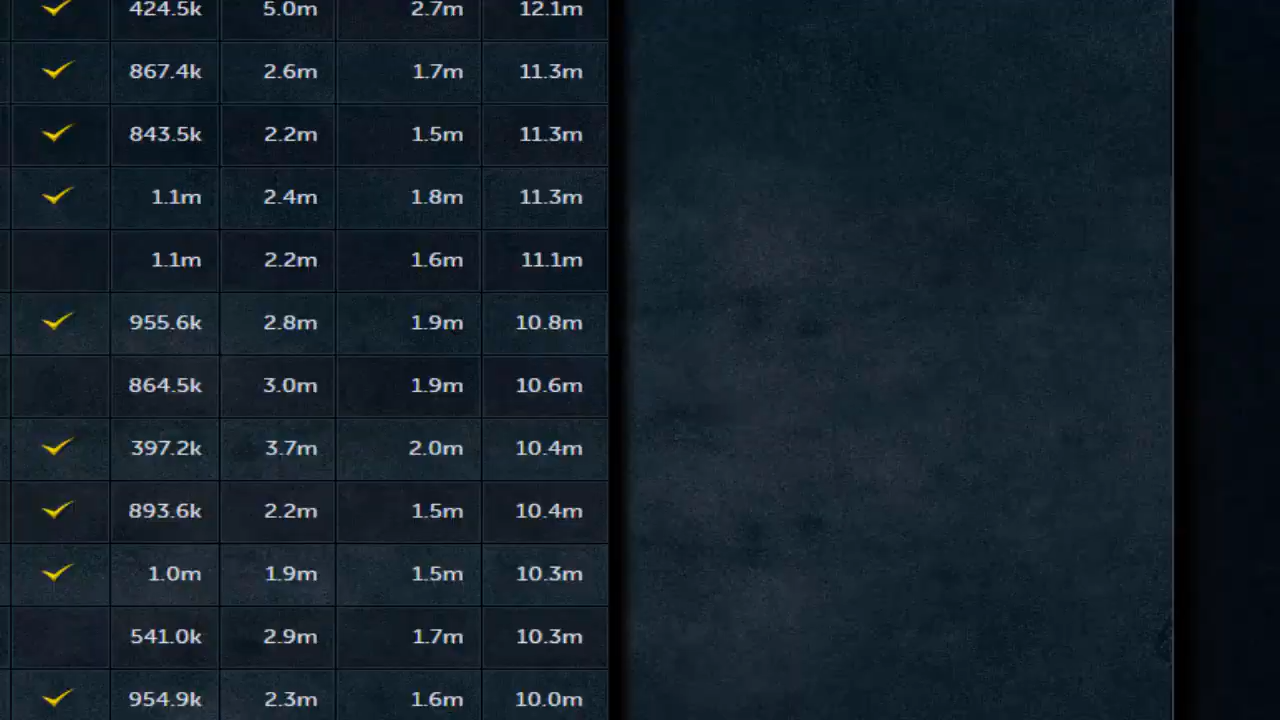 424.5k 5.0m 2.7m 12.1m
867.4k 2.6m 1.7m 11.3m
843.5k 2.2m 1.5m 11.3m
1.1m 2.4m 1.8m 11.3m
1.1m 2.2m 1.6m 11.1m
955.6k 2.8m 1.9m 10.8m
864.5k 3.0m 1.9m 10.6m
397.2k 3.7m 2.0m 10.4m
893.6k 2.2m 1.5m 10.4m
1.0m 1.9m 1.5m 10.3m
541.0k 2.9m 1.7m 10.3m
954.9k 2.3m 1.6m 10.0m